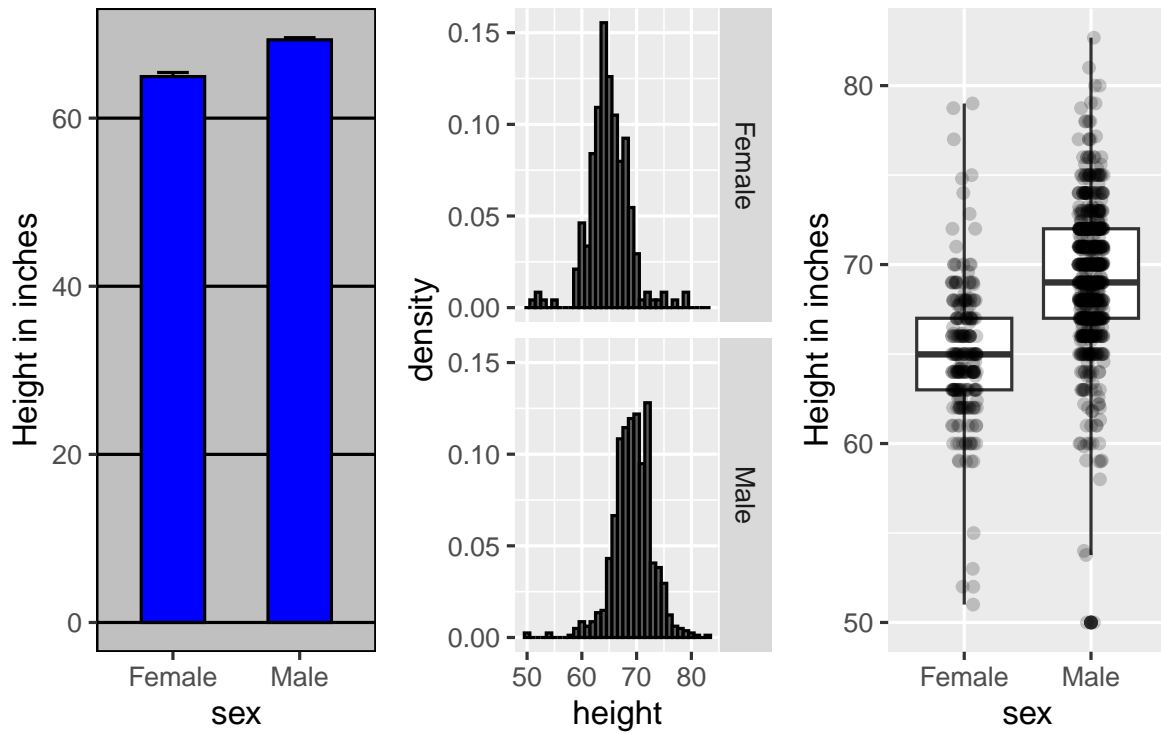 Height in inches
60
40
20
0
Female Male
sex
density
0.15
0.10
0.05
0.00
Female
0.15
0.10
0.05
0.00
Male
50 60 70 80
height
Height in inches
80
70
60
50
Female Male
sex